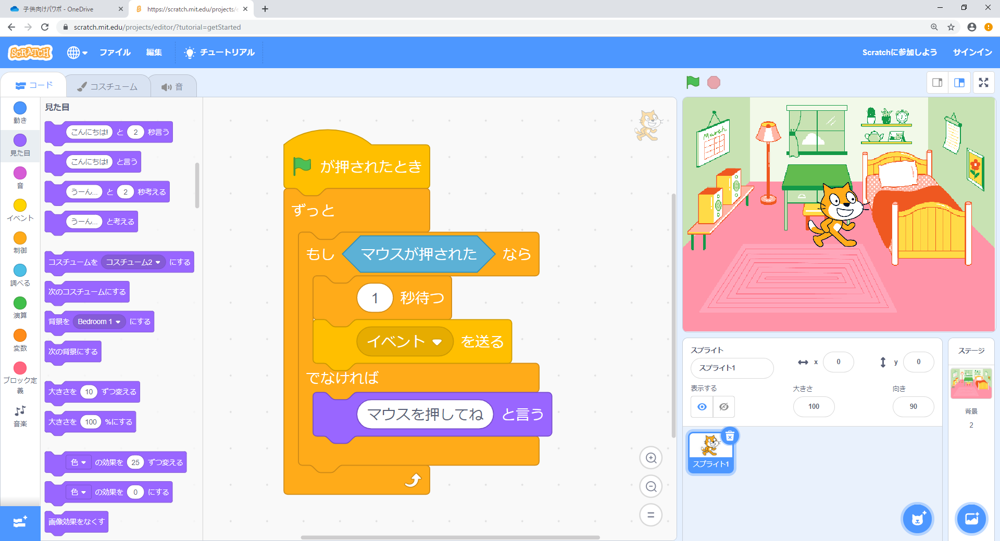 子供向けパワポ - OneDrive
https://scratch.mit.edu/projects/e
scratch.mit.edu/projects/editor/?tutorial=getStarted
SCRATCH
ファイル
編集
チュートリアル
Scratchに参加しよう
サインイン
コード
コスチューム
音
動き
見た目
音
イベント
制御
調べる
演算
変数
ブロック定
義
音楽
見た目
こんにちは! と 2 秒言う
こんにちは! と言う
うーん... と 2 秒考える
うーん... と考える
コスチュームを コスチューム2 にする
次のコスチュームにする
背景を Bedroom 1 にする
次の背景にする
大きさを 10 ずつ変える
大きさを 100 %にする
色 の効果を 25 ずつ変える
色 の効果を 0 にする
画像効果をなくす
が押されたとき
ずっと
もし マウスが押された なら
1 秒待つ
イベント を送る
でなければ
マウスを押してね と言う
March
スプライト
スプライト1
x 0
y 0
表示する
大きさ
100
向き
90
スプライト1
ステージ
背景
2